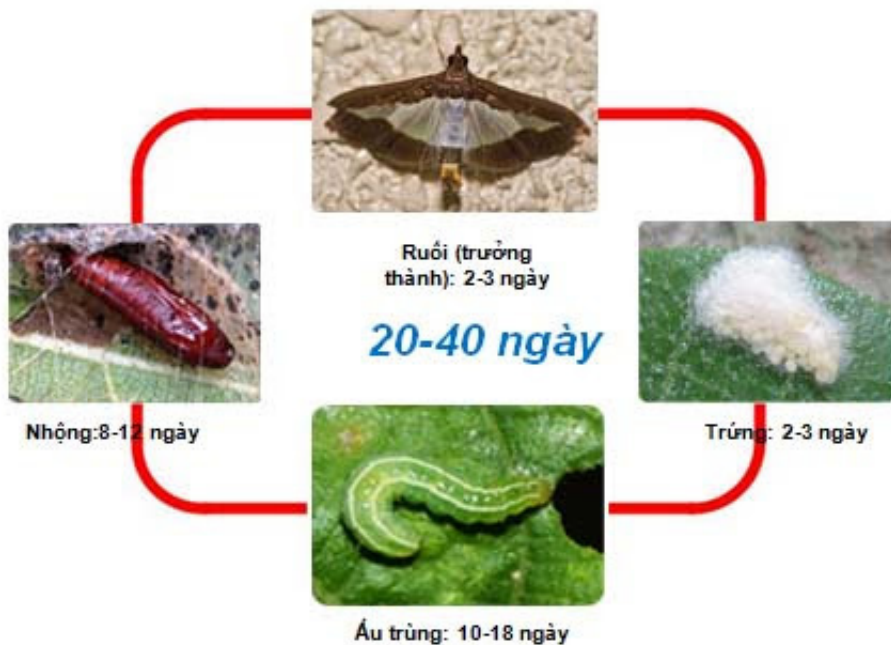 Ruồi (trưởng
thành): 2-3 ngày
20-40 ngày
Nhộng:8-12 ngày
Trứng: 2-3 ngày
Ấu trùng: 10-18 ngày